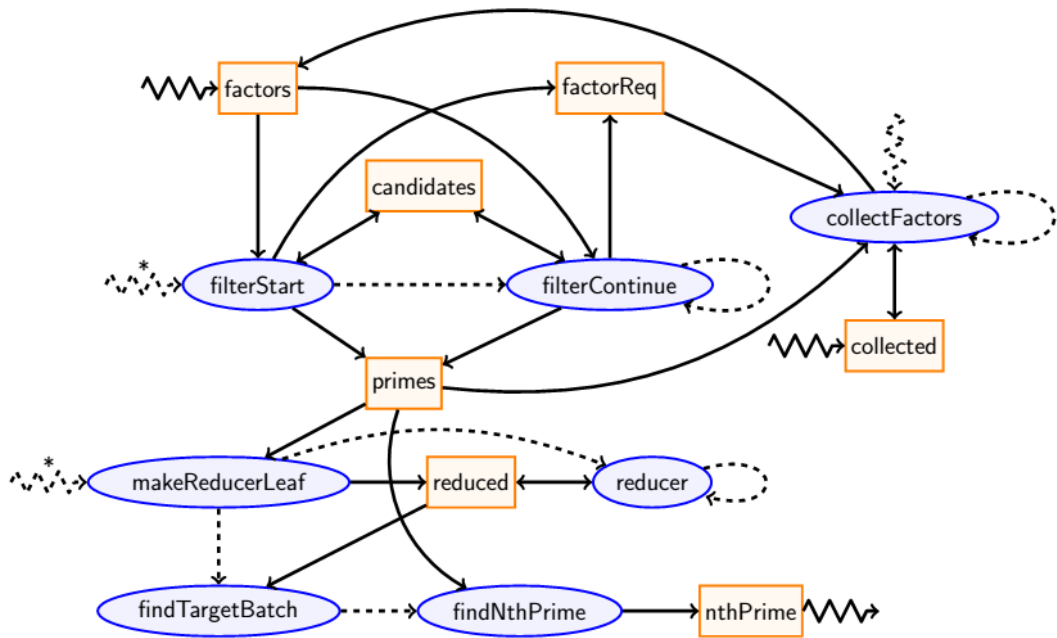 factors
factorReq
candidates
collectFactors
*
filterStart
filterContinue
collected
primes
*
makeReducerLeaf
reduced
reducer
findTargetBatch
findNthPrime
nthPrime